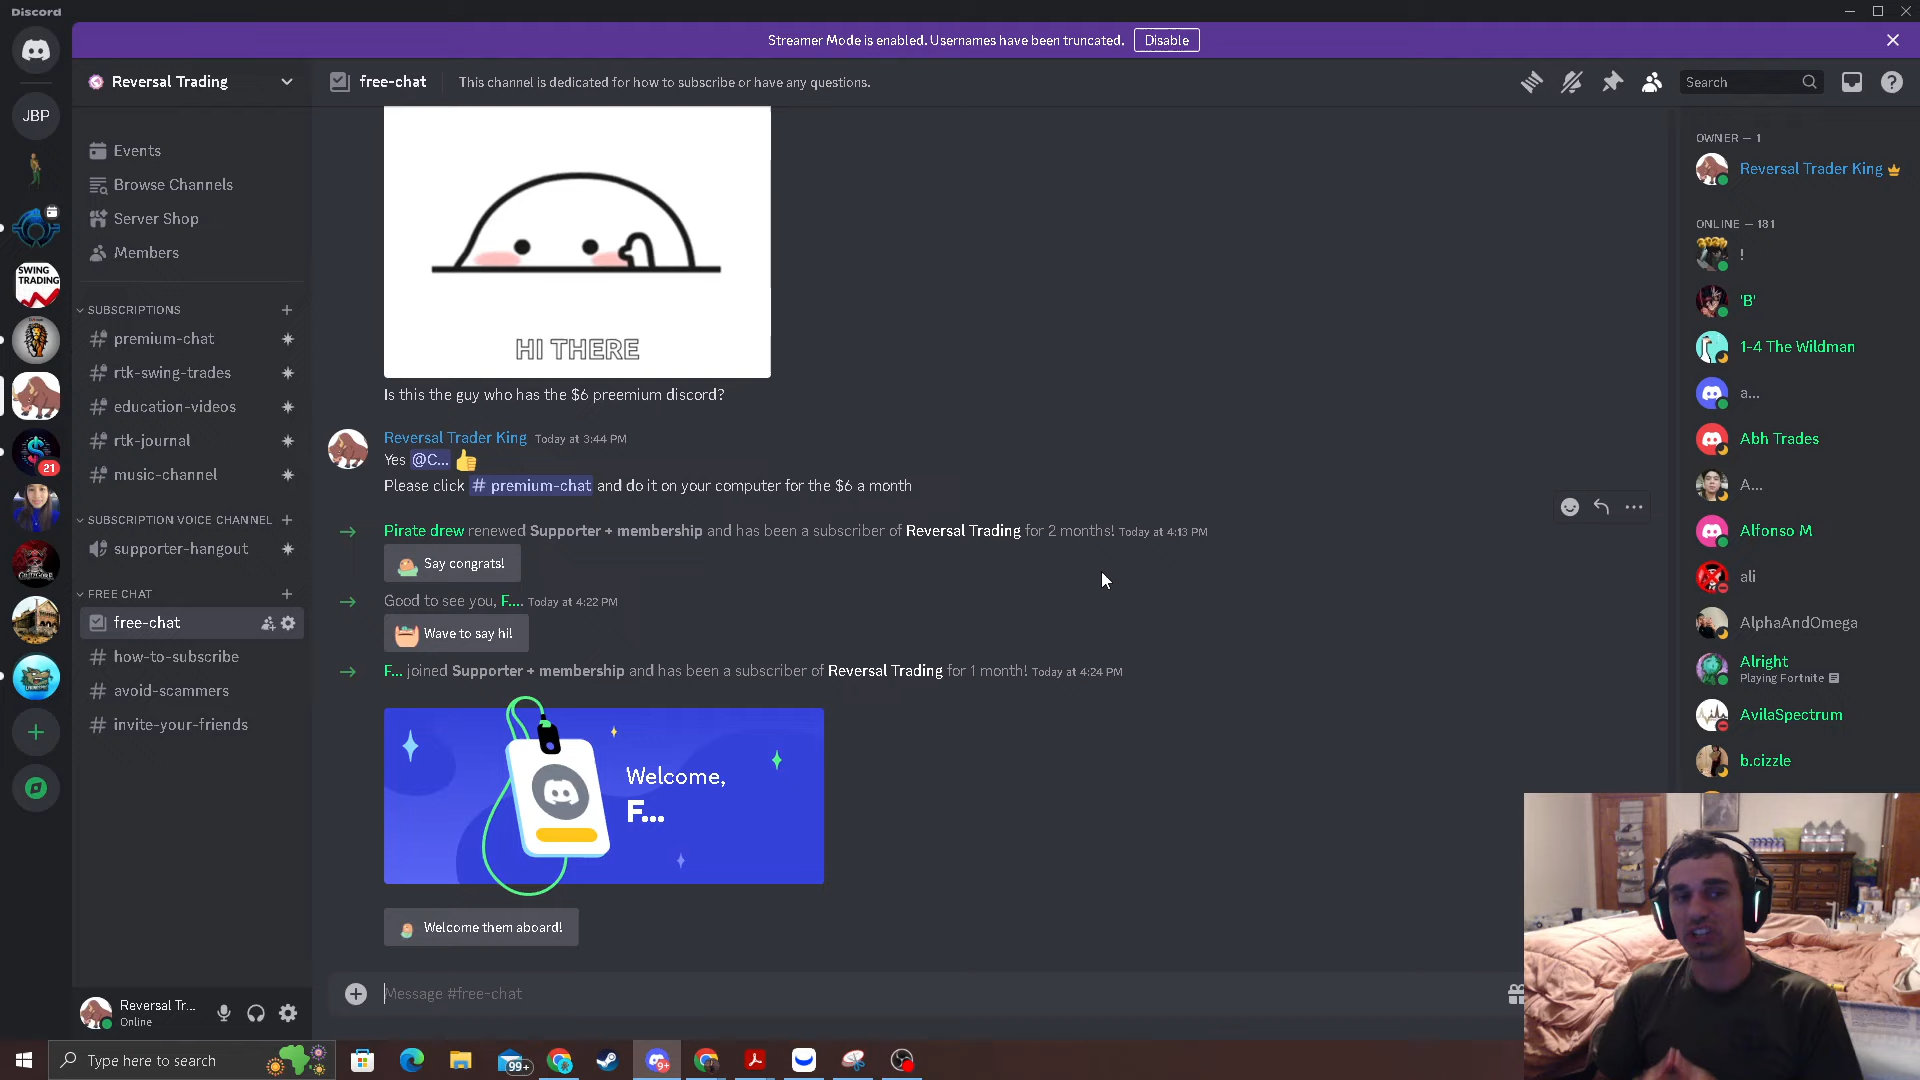 Discord
Streamer Mode is enabled. Usernames have been truncated.
Disable
Reversal Trading
free-chat
This channel is dedicated for how to subscribe or have any questions.
Search
JBP
SWING
TRADING
21
Events
Browse Channels
Server Shop
Members
SUBSCRIPTIONS
premium-chat
rtk-swing-trades
education-videos
rtk-journal
music-channel
SUBSCRIPTION VOICE CHANNEL
supporter-hangout
FREE CHAT
free-chat
how-to-subscribe
avoid-scammers
invite-your-friends
Reversal Tr...
Online
HI THERE
Is this the guy who has the $6 preemium discord?
Reversal Trader King Today at 3:44 PM
Yes @C...
Please click # premium-chat and do it on your computer for the $6 a month
Pirate drew renewed Supporter + membership and has been a subscriber of Reversal Trading for 2 months! Today at 4:13 PM
Say congrats!
Good to see you, F.... Today at 4:22 PM
Wave to say hi!
F... joined Supporter + membership and has been a subscriber of Reversal Trading for 1 month! Today at 4:24 PM
Welcome,
F...
Welcome them aboard!
Message #free-chat
OWNER – 1
Reversal Trader King
ONLINE – 181
!
'B'
1-4 The Wildman
a...
Abh Trades
A...
Alfonso M
ali
AlphaAndOmega
Alright
Playing Fortnite
AvilaSpectrum
b.cizzle
Type here to search
99+
9+